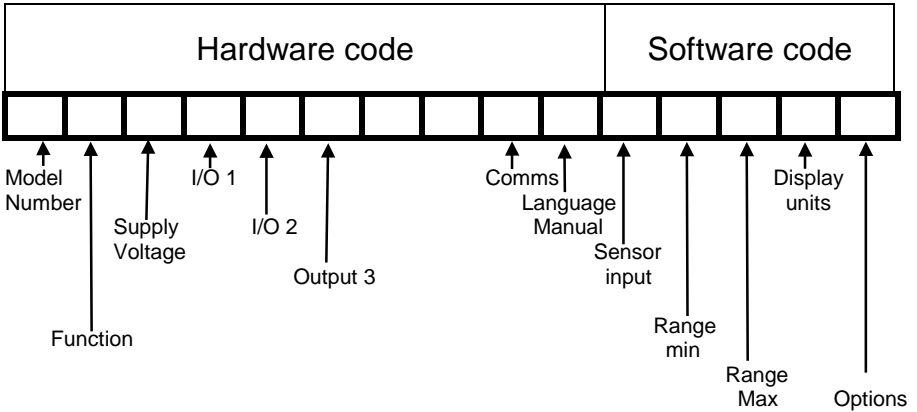 Hardware code
Software code
Model
Number
Function
Supply
Voltage
I/O 1
I/O 2
Output 3
Comms
Language
Manual
Sensor
input
Range
min
Range
Max
Display
units
Options